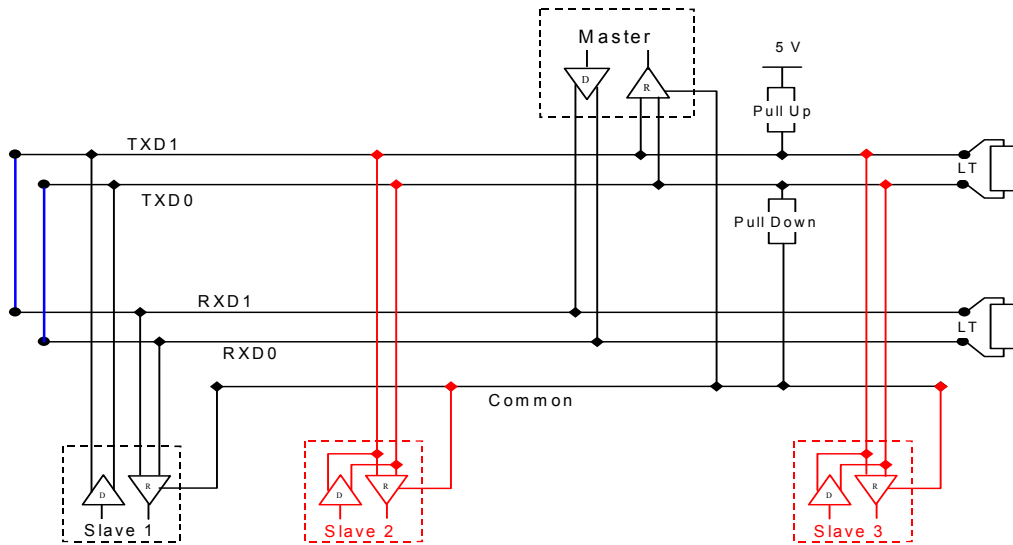 Master
5 V
D
R
Pull Up
TXD1
LT
TXD0
Pull Down
RXD1
LT
RXD0
Common
D
R
D
R
D
R
Slave 1
Slave 2
Slave 3